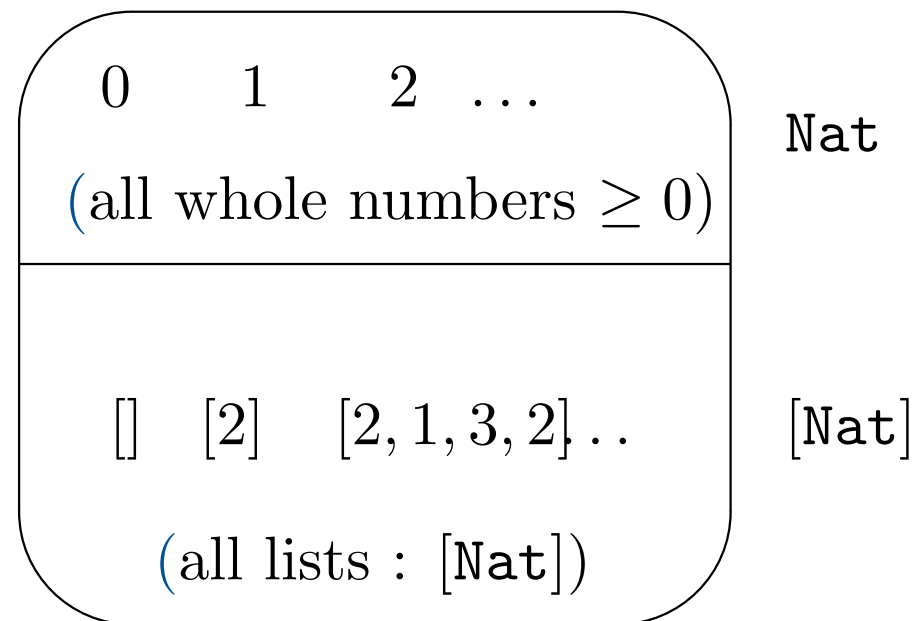 0 1 2 ...
Nat
(all whole numbers ≥ 0)
[] [2] [2, 1, 3, 2]...
[Nat]
(all lists : [Nat])